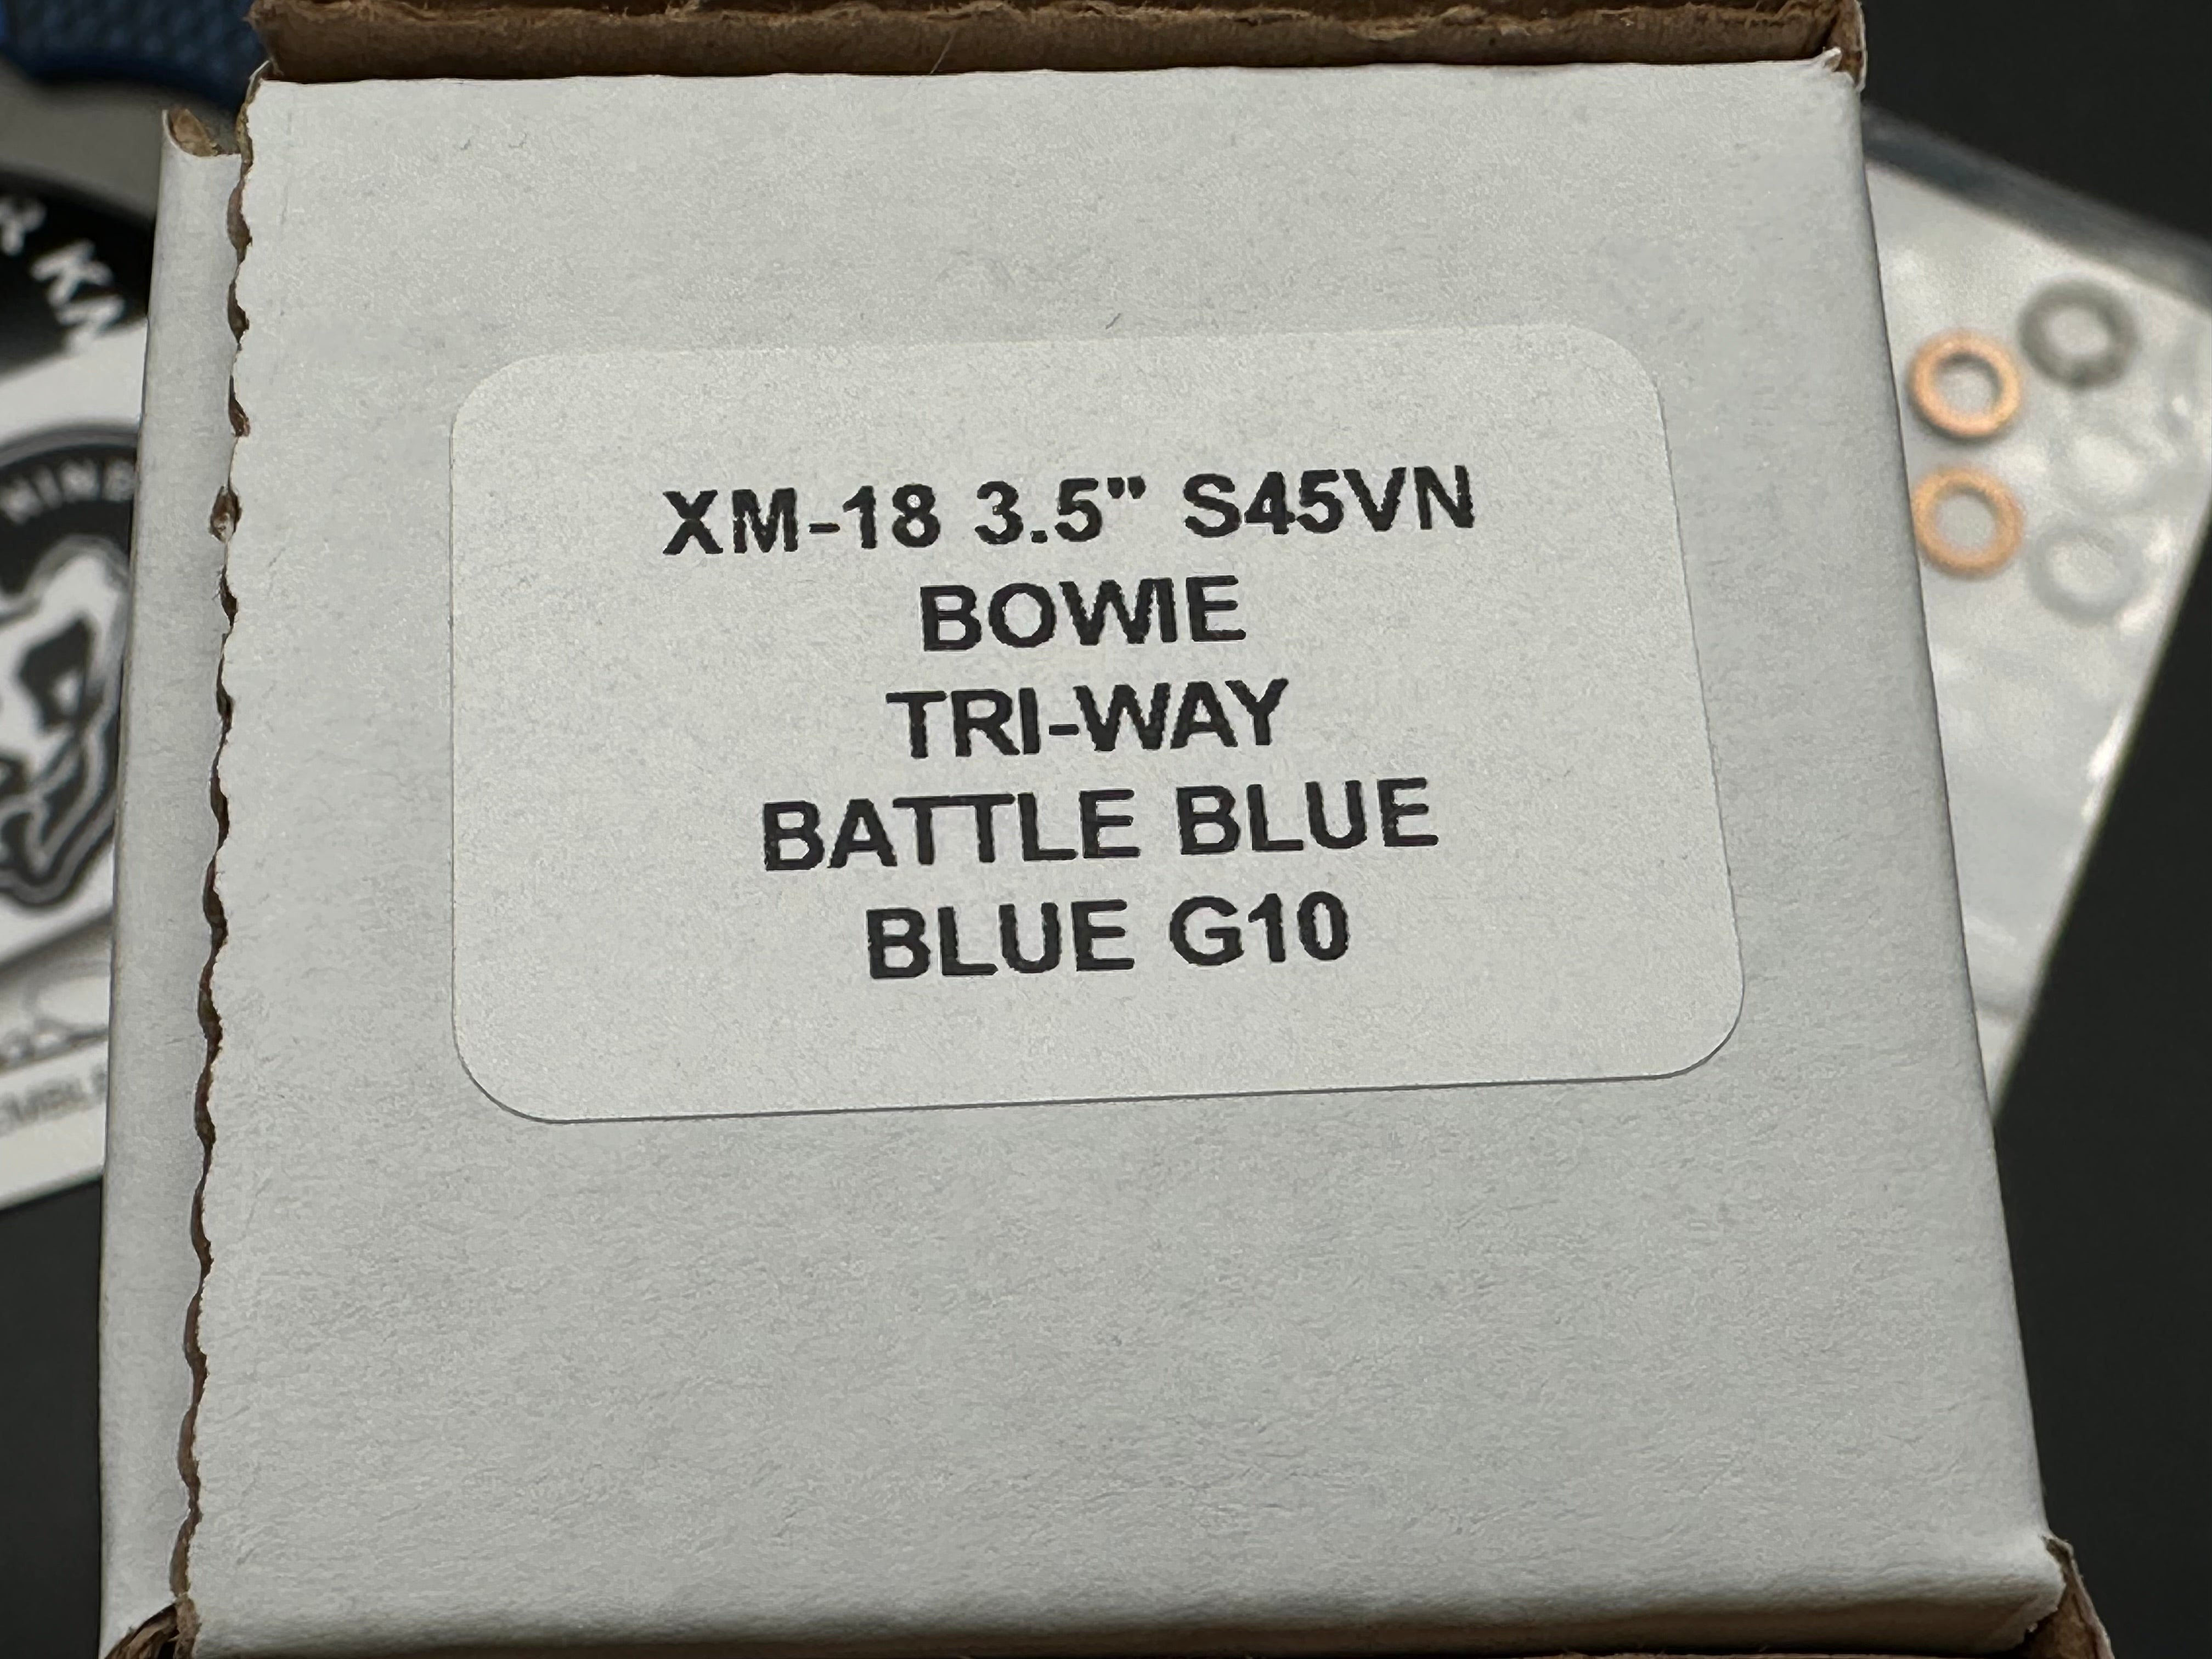 XM-18 3.5" S45VN
BOWIE
TRI-WAY
BATTLE BLUE
BLUE G10